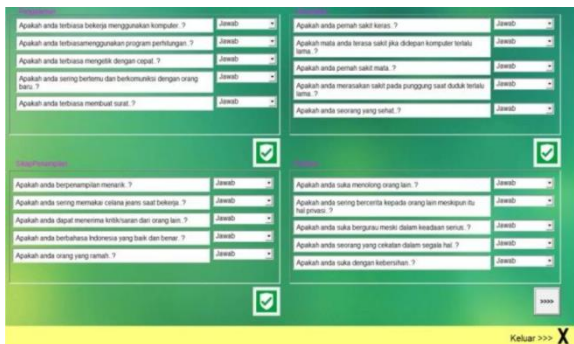 Apakah anda terbiasa bekerja menggunakan komputer..? Jawab
Apakah anda terbiasamenggunakan program perhitungan..? Jawab
Apakah anda terbiasa mengetik dengan cepat..? Jawab
Apakah anda sering bertemu dan berkomuniksi dengan orang
baru..? Jawab
Apakah anda terbiasa membuat surat..? Jawab
Apakah anda pernah sakit keras..? Jawab
Apakah mata anda terasa sakit jika didepan komputer terlalu
lama..? Jawab
Apakah anda pernah sakit mata..? Jawab
Apakah anda merasakan sakit pada punggung saat duduk terlalu
lama..? Jawab
Apakah anda seorang yang sehat..? Jawab
Sikap/Penampilan
Apakah anda berpenampilan menarik..? Jawab
Apakah anda sering memakai celana jeans saat bekerja..? Jawab
Apakah anda dapat menerima kritik/saran dari orang lain..? Jawab
Apakah anda berbahasa Indonesia yang baik dan benar..? Jawab
Apakah anda orang yang ramah..? Jawab
Apakah anda suka menolong orang lain..? Jawab
Apakah anda sering bercerita kepada orang lain meskipun itu
hal privasi..? Jawab
Apakah anda suka bergurau meski dalam keadaan serius..? Jawab
Apakah anda seorang yang cekatan dalam segala hal..? Jawab
Apakah anda suka dengan kebersihan..? Jawab
>>>>
Keluar >>> X